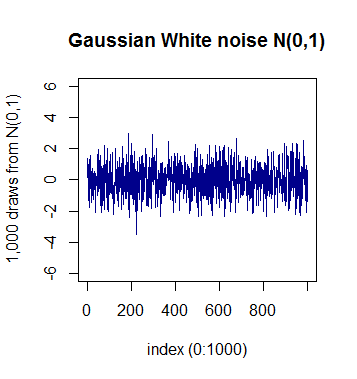 Gaussian White noise N(0,1)
1,000 draws from N(0,1)
6
4
2
0
-2
-4
-6
0 200 400 600 800
index (0:1000)